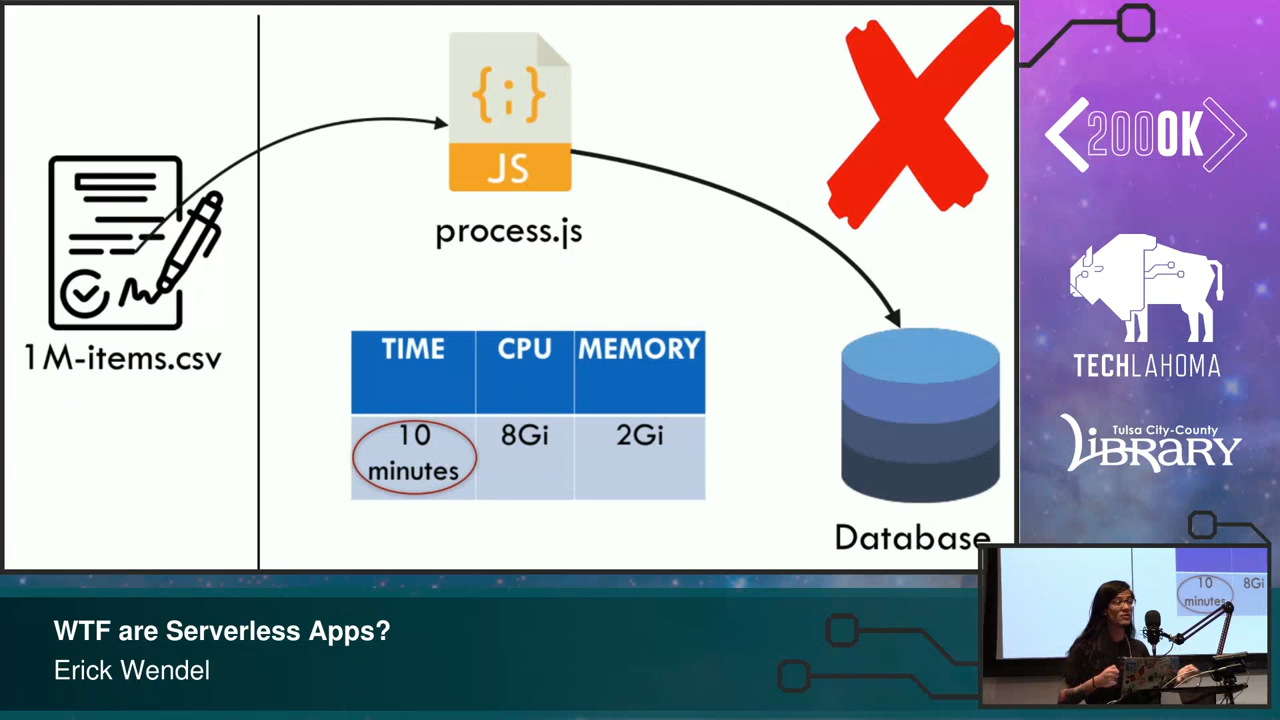 {;}
JS
process.js
1M-items.csv
TIME CPU MEMORY
10 minutes 8Gi 2Gi
Database
<200OK>
TECHLAHOMA
Tulsa City-County
LIBRARY
10 minutes 8Gi
WTF are Serverless Apps?
Erick Wendel